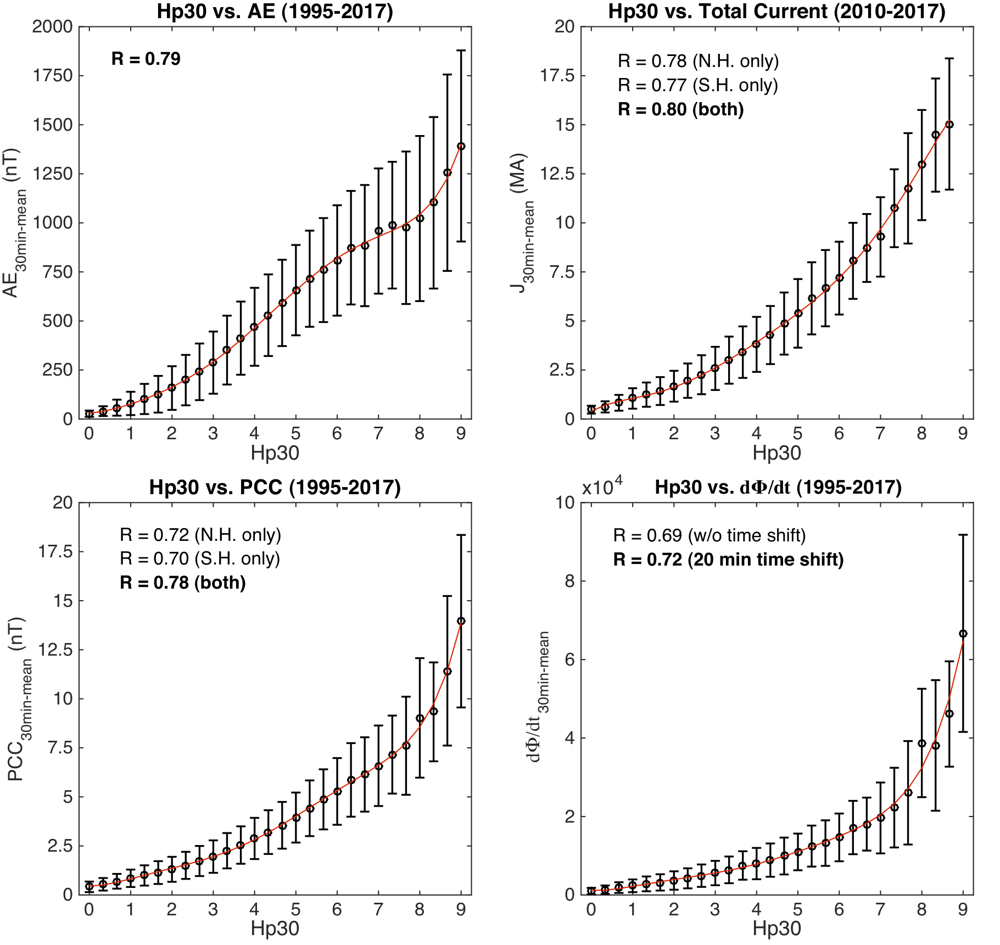 Hp30 vs. AE (1995-2017)
R = 0.79
AE30min-mean (nT)
2000
1750
1500
1250
1000
750
500
250
0
0 1 2 3 4 5 6 7 8 9
Hp30
Hp30 vs. Total Current (2010-2017)
R = 0.78 (N.H. only)
R = 0.77 (S.H. only)
R = 0.80 (both)
J30min-mean (MA)
20
17.5
15
12.5
10
7.5
5
2.5
0
0 1 2 3 4 5 6 7 8 9
Hp30
Hp30 vs. PCC (1995-2017)
R = 0.72 (N.H. only)
R = 0.70 (S.H. only)
R = 0.78 (both)
PCC30min-mean (nT)
20
17.5
15
12.5
10
7.5
5
2.5
0
0 1 2 3 4 5 6 7 8 9
Hp30
x10⁴
Hp30 vs. dΦ/dt (1995-2017)
R = 0.69 (w/o time shift)
R = 0.72 (20 min time shift)
dΦ/dt30min-mean
10
8
6
4
2
0
0 1 2 3 4 5 6 7 8 9
Hp30